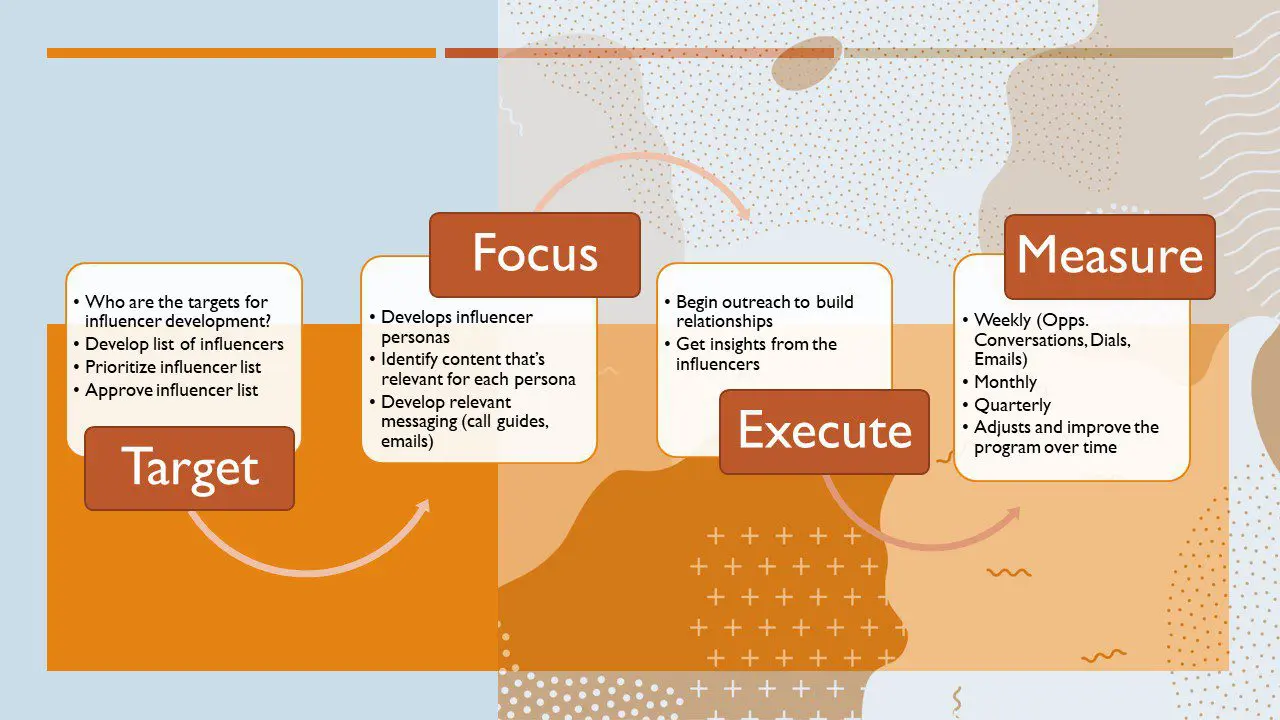 • Who are the targets for
influencer development?
• Develop list of influencers
• Prioritize influencer list
• Approve influencer list
Target
Focus
• Develops influencer
personas
• Identify content that's
relevant for each persona
• Develop relevant
messaging (call guides,
emails)
• Begin outreach to build
relationships
• Get insights from the
influencers
Execute
Measure
• Weekly (Opps.
Conversations, Dials,
Emails)
• Monthly
• Quarterly
• Adjusts and improve the
program over time